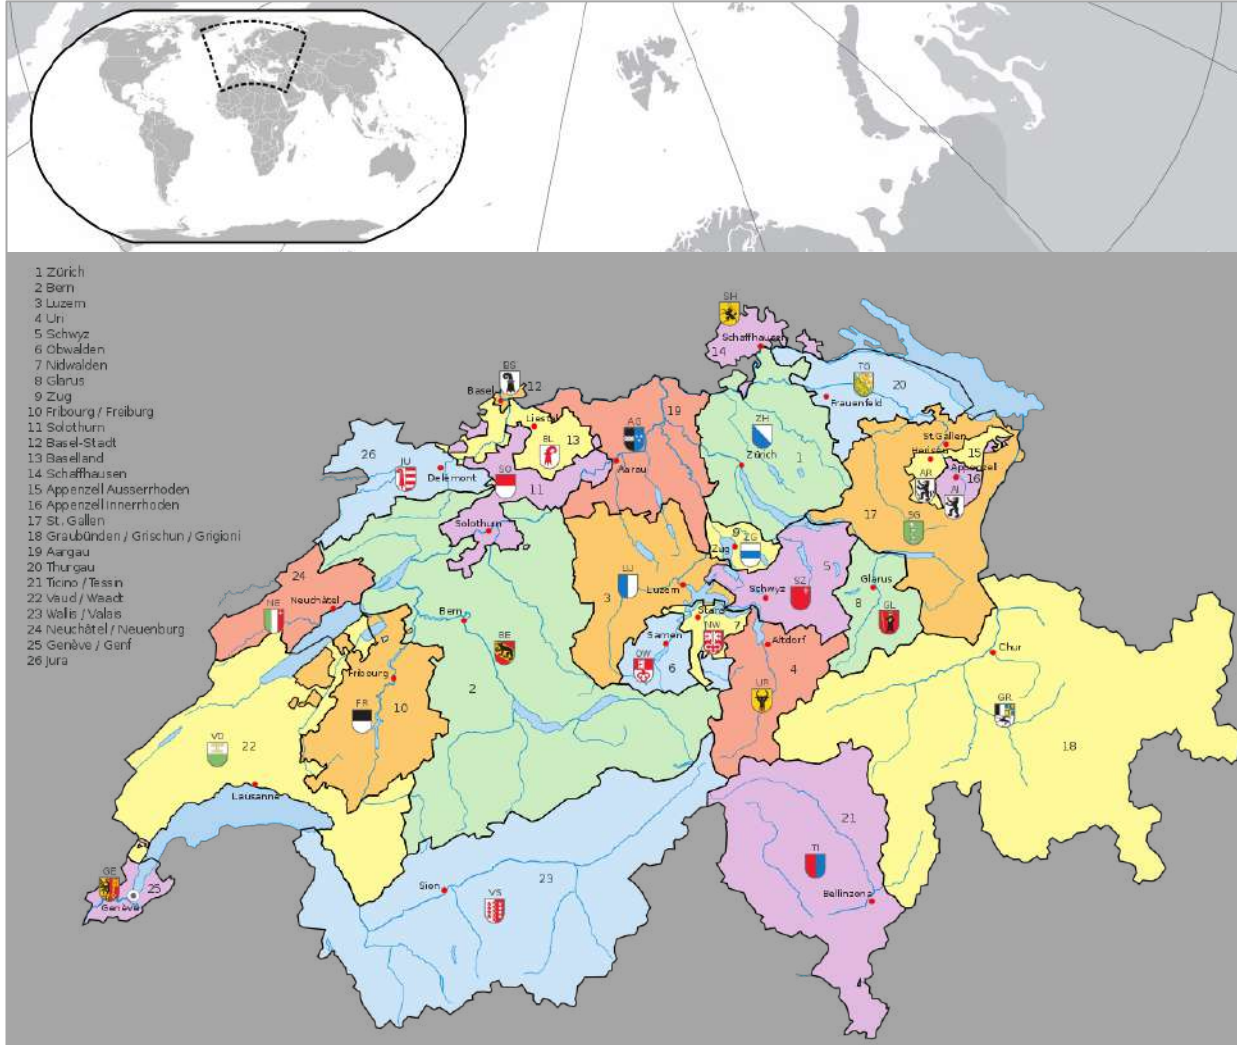 1 Zürich
2 Bern
3 Luzern
4 Uri
5 Schwyz
6 Obwalden
7 Nidwalden
8 Glarus
9 Zug
10 Fribourg / Freiburg
11 Solothurn
12 Basel-Stadt
13 Baselland
14 Schaffhausen
15 Appenzell Ausserrhoden
16 Appenzell Innerrhoden
17 St. Gallen
18 Graubünden / Grischun / Grigioni
19 Aargau
20 Thurgau
21 Ticino / Tessin
22 Vaud / Waadt
23 Wallis / Valais
24 Neuchâtel / Neuenburg
25 Genève / Genf
26 Jura
SH
Schaffhausen
14
BS
12
Basel
TG
20
Frauenfeld
Liestal
BL
13
AG
19
Aarau
ZH
Zürich
1
St.Gallen
Herisau
15
AR
Appenzell
16
AI
26
JU
Delémont
SO
11
Solothurn
17
SG
9
Zug
ZG
5
SZ
Schwyz
Glarus
8
GL
24
NE
Neuchâtel
LU
3
Luzern
Bern
BE
2
Stans
NW
7
Sarnen
OW
6
Altdorf
4
UR
Chur
GR
18
Fribourg
FR
10
VD
22
Lausanne
21
TI
Bellinzona
GE
25
Genève
Sion
VS
23